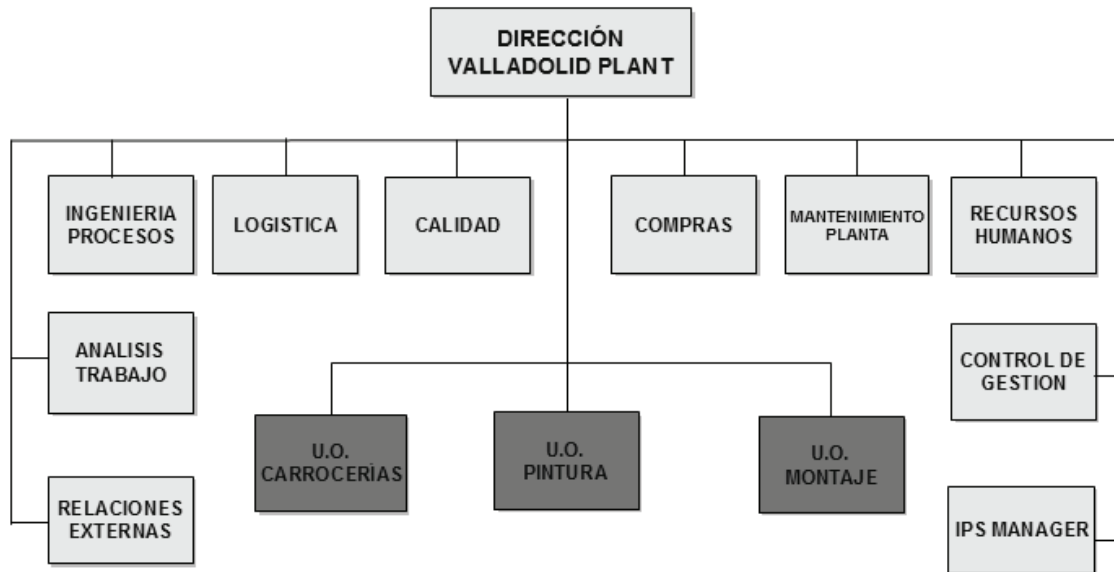 DIRECCIÓN
VALLADOLID PLANT
INGENIERIA
PROCESOS
LOGISTICA
CALIDAD
COMPRAS
MANTENIMIENTO
PLANTA
RECURSOS
HUMANOS
ANALISIS
TRABAJO
CONTROL DE
GESTION
U.O.
CARROCERÍAS
U.O.
PINTURA
U.O.
MONTAJE
RELACIONES
EXTERNAS
IPS MANAGER